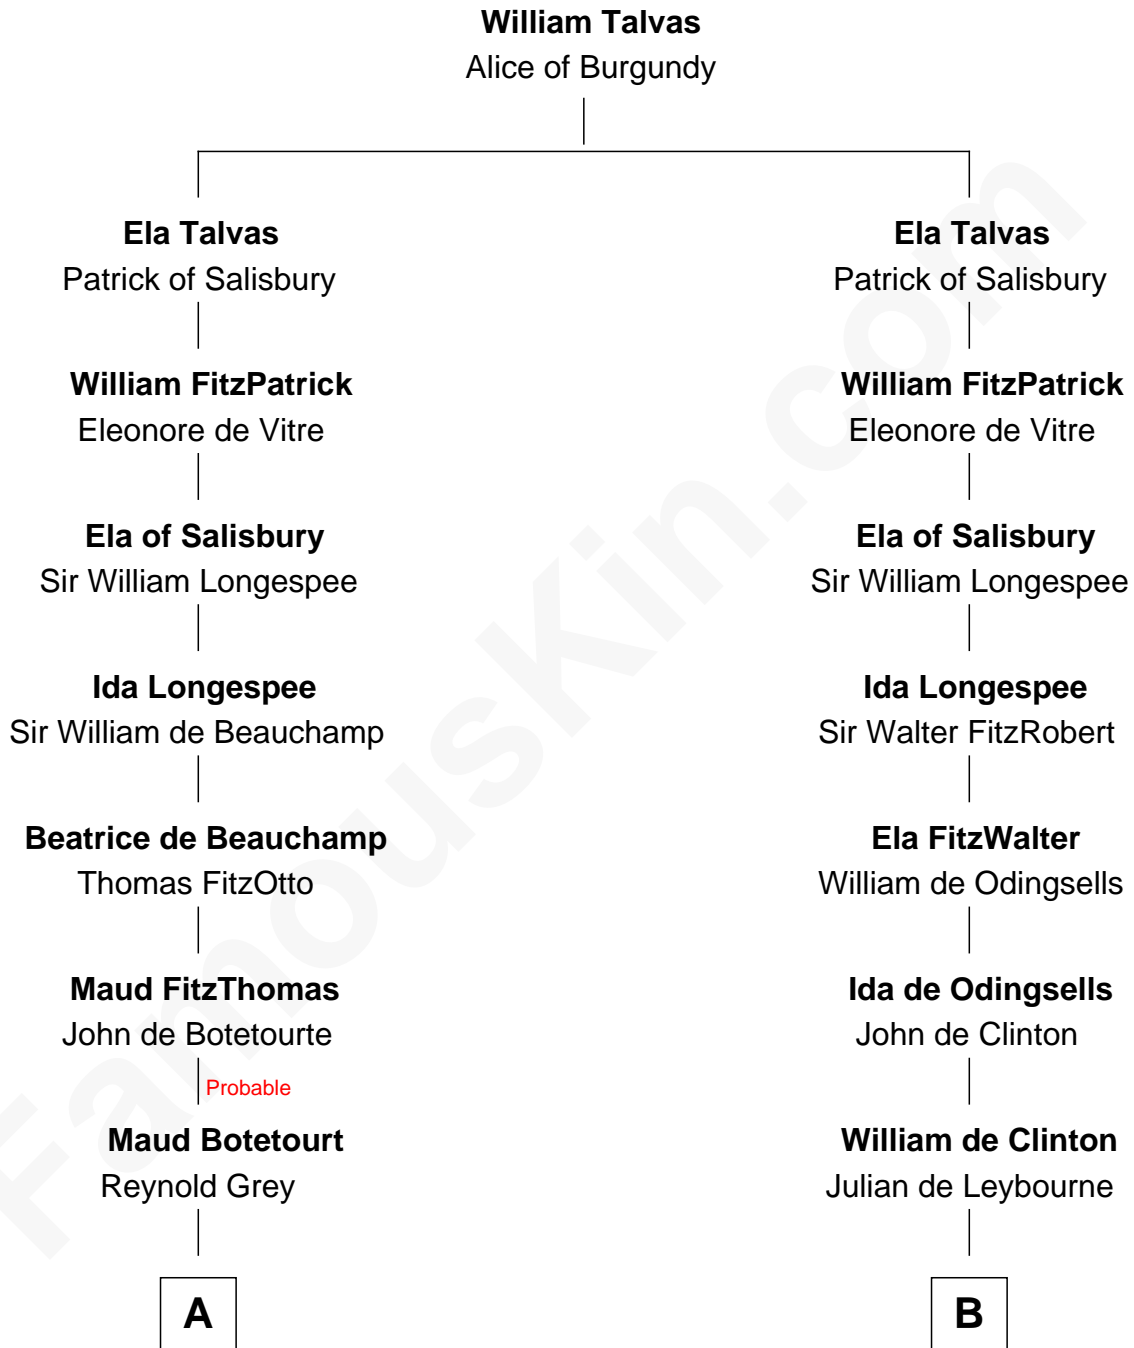 William Talvas
Alice of Burgundy
Ela Talvas
Patrick of Salisbury
Ela Talvas
Patrick of Salisbury
William FitzPatrick
Eleonore de Vitre
William FitzPatrick
Eleonore de Vitre
Ela of Salisbury
Sir William Longespee
Ela of Salisbury
Sir William Longespee
Ida Longespee
Sir William de Beauchamp
Ida Longespee
Sir Walter FitzRobert
Beatrice de Beauchamp
Thomas FitzOtto
Ela FitzWalter
William de Odingsells
Maud FitzThomas
John de Botetourte
Ida de Odingsells
John de Clinton
Probable
Maud Botetourt
Reynold Grey
William de Clinton
Julian de Leybourne
A
B
FamousKin.com